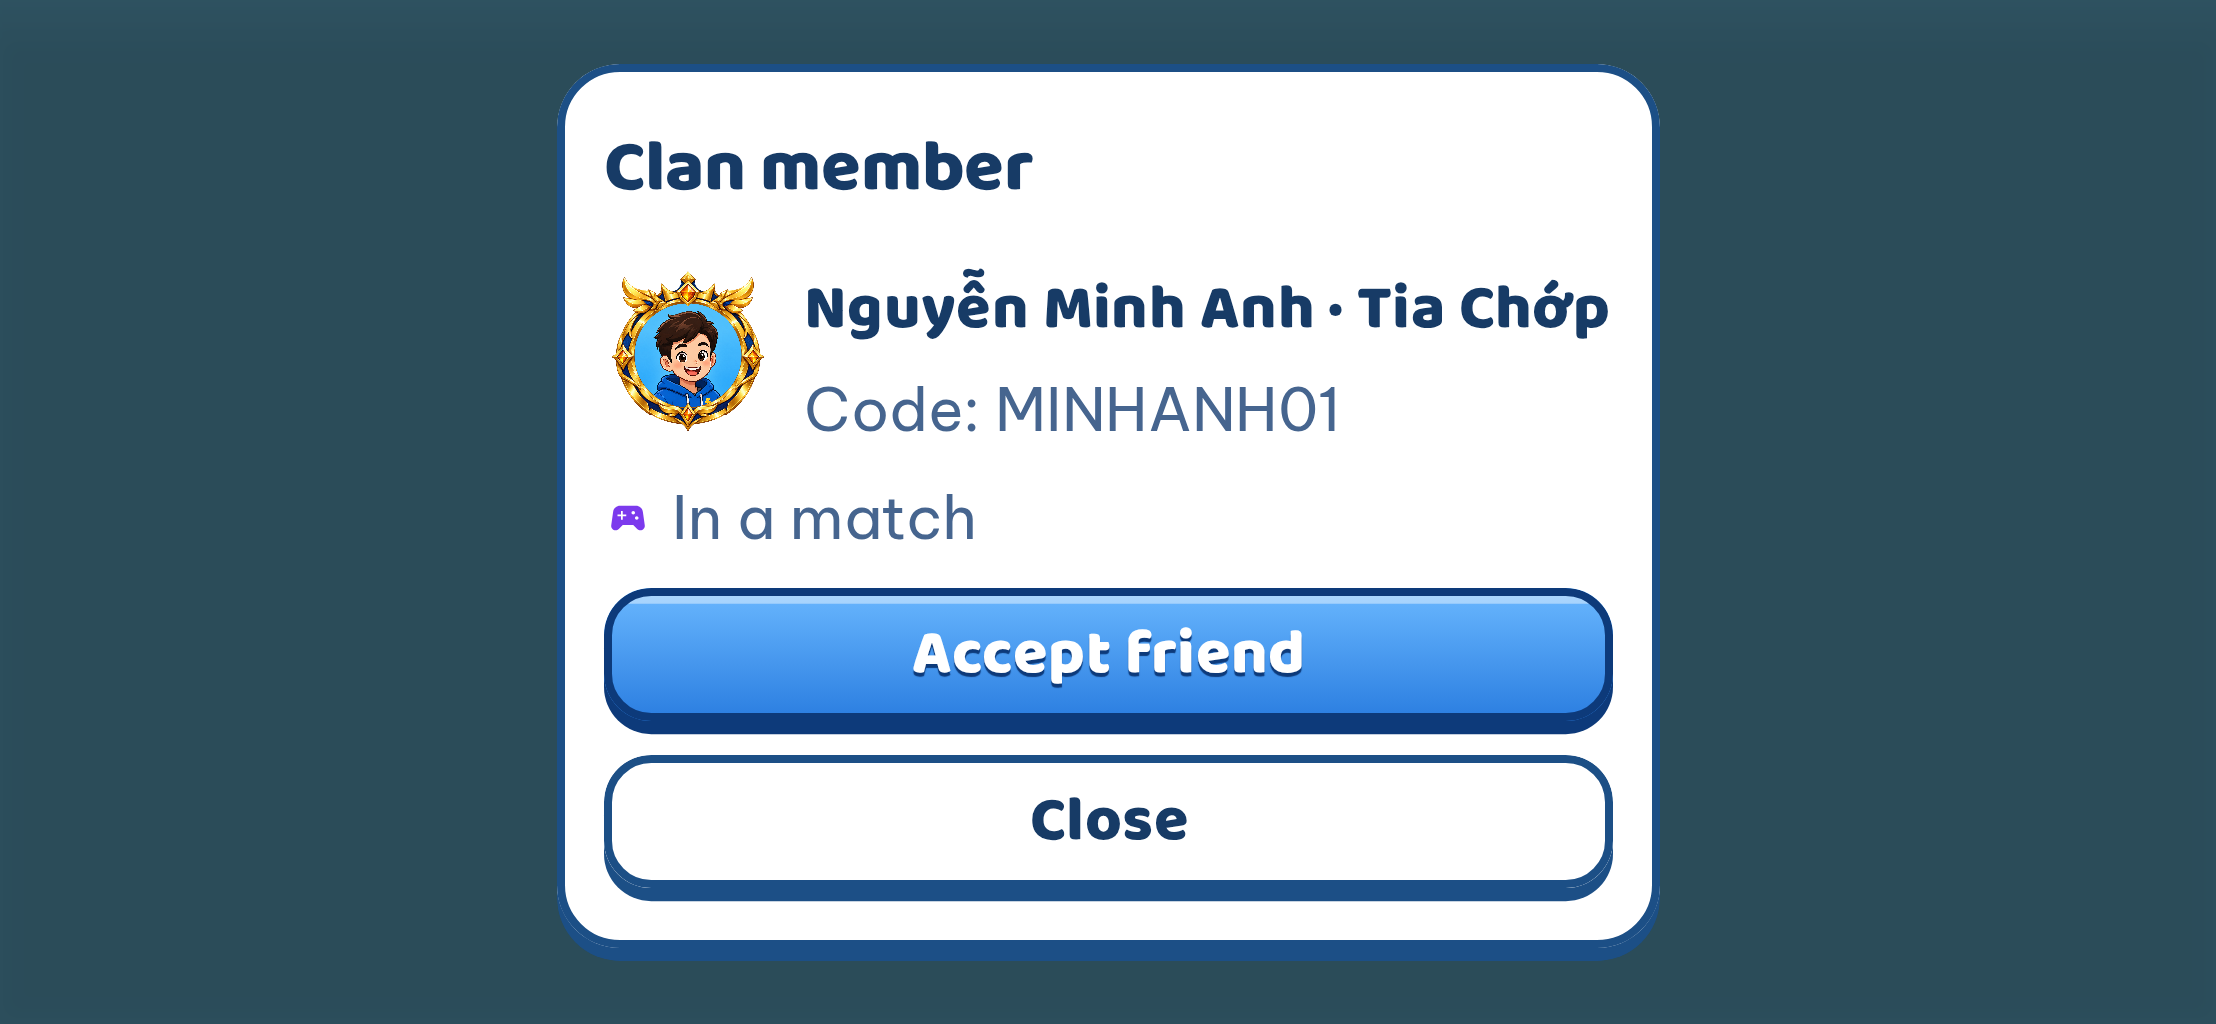 Clan member
Nguyễn Minh Anh · Tia Chớp
Code: MINHANH01
In a match
Accept friend
Close